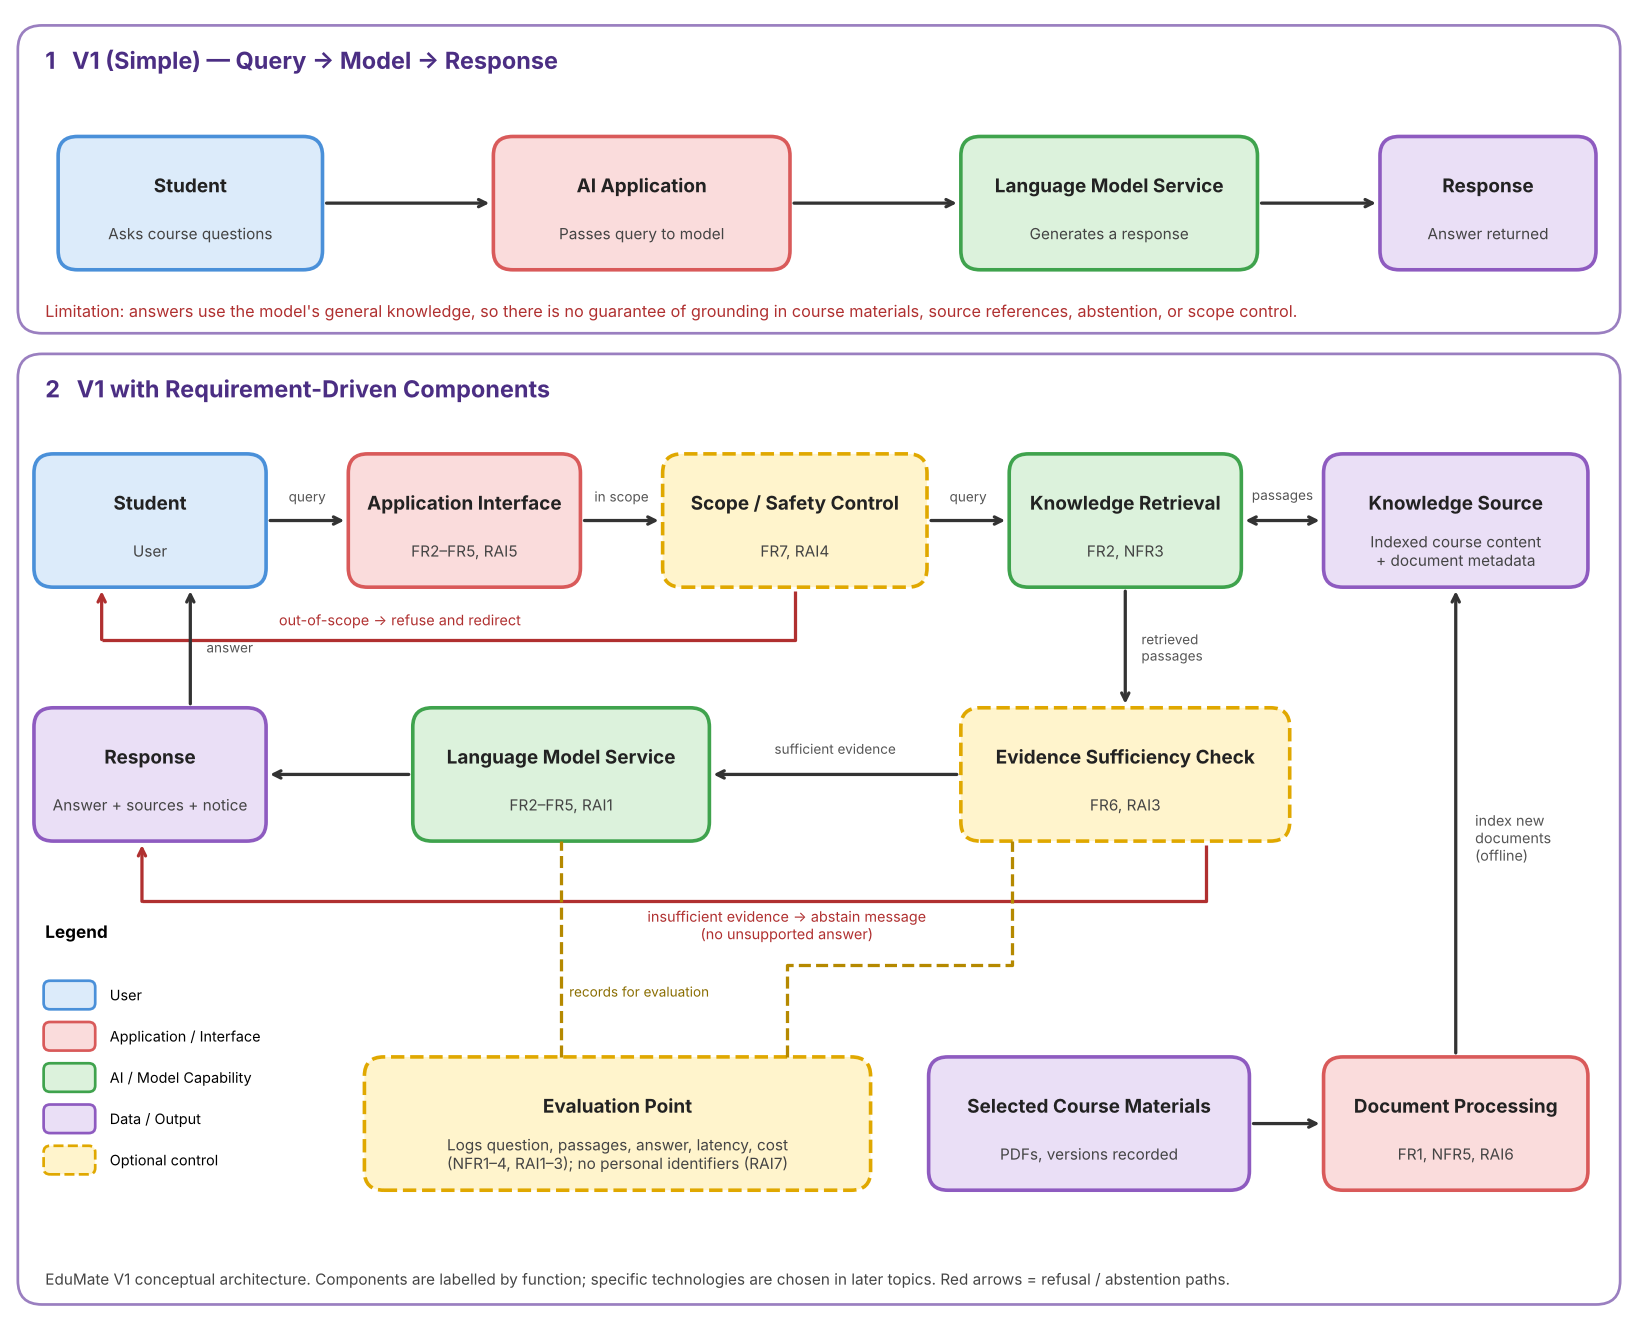 1 V1 (Simple) — Query → Model → Response
Student
Asks course questions
AI Application
Passes query to model
Language Model Service
Generates a response
Response
Answer returned
Limitation: answers use the model's general knowledge, so there is no guarantee of grounding in course materials, source references, abstention, or scope control.
2 V1 with Requirement-Driven Components
Student
User
query
Application Interface
FR2–FR5, RAI5
in scope
Scope / Safety Control
FR7, RAI4
query
Knowledge Retrieval
FR2, NFR3
passages
Knowledge Source
Indexed course content
+ document metadata
out-of-scope → refuse and redirect
answer
retrieved
passages
Response
Answer + sources + notice
Language Model Service
FR2–FR5, RAI1
sufficient evidence
Evidence Sufficiency Check
FR6, RAI3
index new
documents
(offline)
insufficient evidence → abstain message
(no unsupported answer)
records for evaluation
Legend
User
Application / Interface
AI / Model Capability
Data / Output
Optional control
Evaluation Point
Logs question, passages, answer, latency, cost
(NFR1–4, RAI1–3); no personal identifiers (RAI7)
Selected Course Materials
PDFs, versions recorded
Document Processing
FR1, NFR5, RAI6
EduMate V1 conceptual architecture. Components are labelled by function; specific technologies are chosen in later topics. Red arrows = refusal / abstention paths.